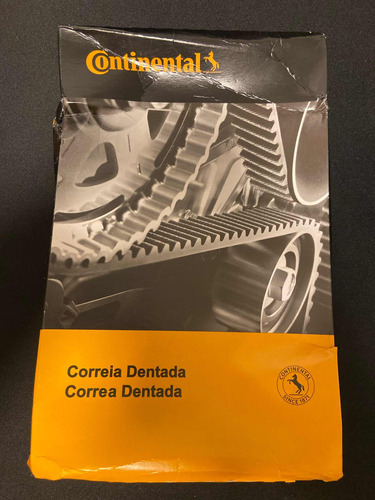 Continental
Correia Dentada
Correa Dentada
CONTINENTAL
SINCE 1871